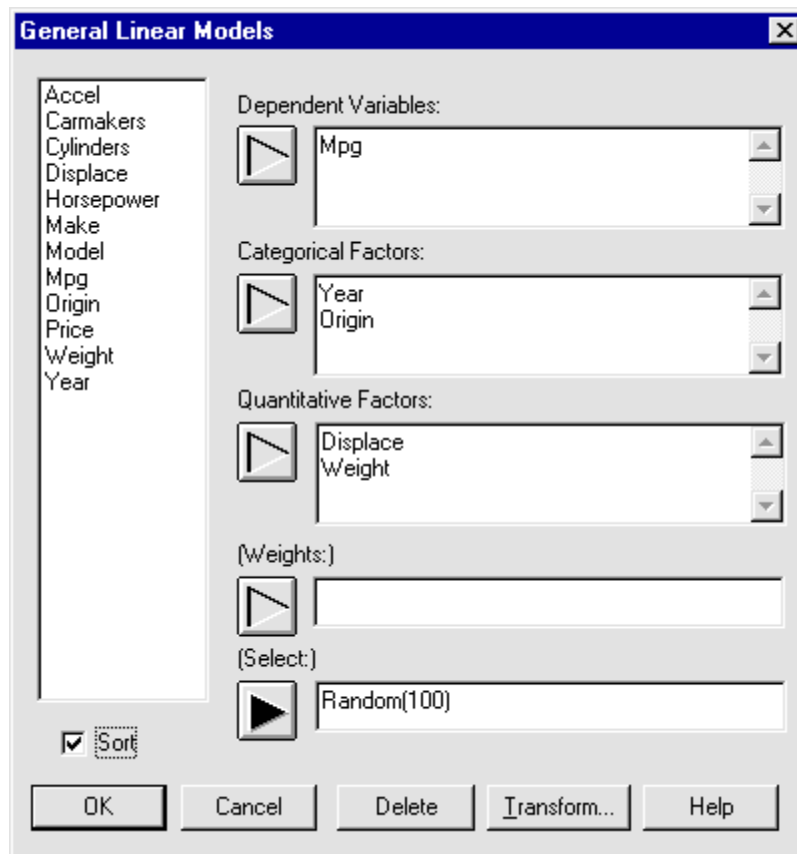 General Linear Models
Accel
Carmakers
Cylinders
Displace
Horsepower
Make
Model
Mpg
Origin
Price
Weight
Year
Sort
Dependent Variables:
Mpg
Categorical Factors:
Year
Origin
Quantitative Factors:
Displace
Weight
(Weights:)
(Select:)
Random(100)
OK
Cancel
Delete
Transform...
Help